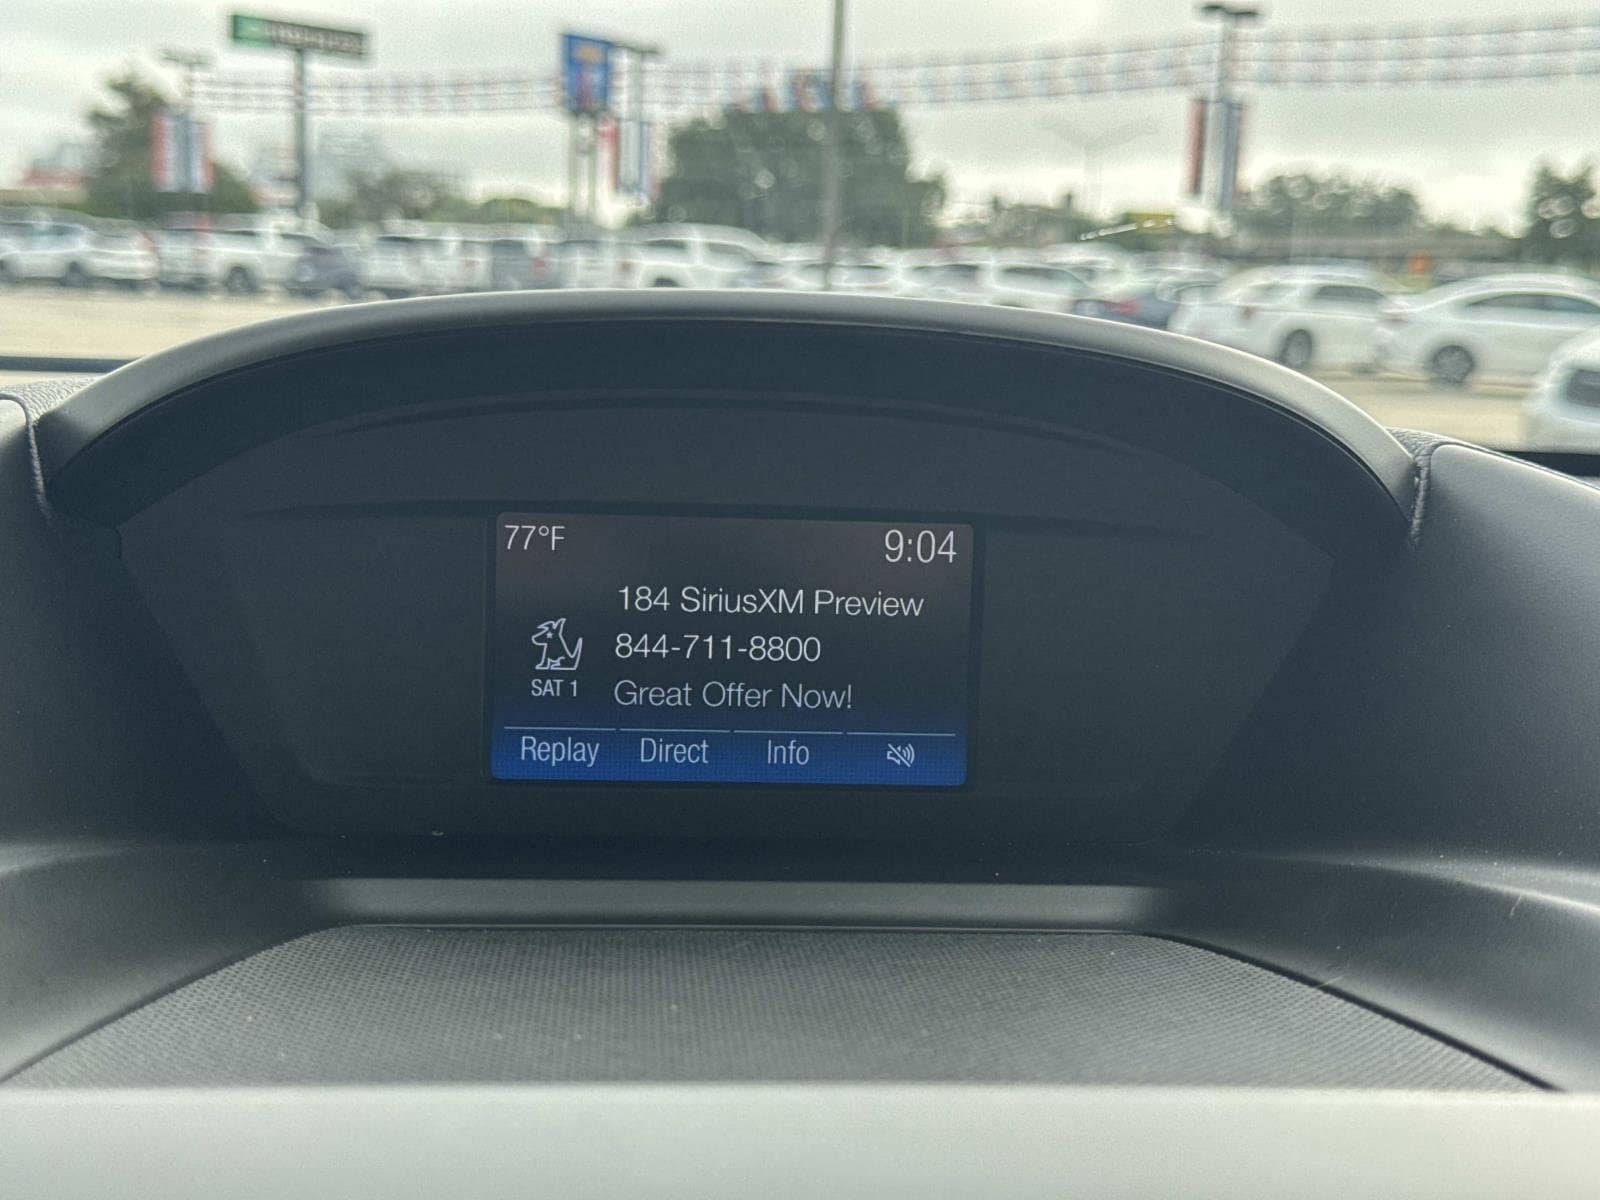 77°F 9:04
184 SiriusXM Preview
844-711-8800
SAT 1 Great Offer Now!
Replay Direct Info